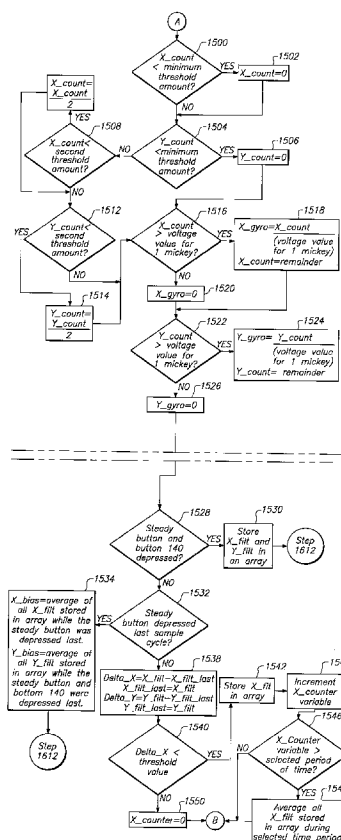 A
1500
X_count
< minimum
threshold
amount?
YES
1502
X_count=0
NO
X_count=
X_count
2
1508
YES
X_count<
second
threshold
amount?
NO
1504
Y_count
<minimum
threshold
amount?
YES
1506
Y_count=0
NO
1512
Y_count<
second
threshold
amount?
YES
NO
1514
Y_count=
Y_count
2
1516
X_count
> voltage
value for
1 mickey?
YES
1518
X_gyro=X_count
(voltage value
for 1 mickey)
X_count=remainder
NO
1520
X_gyro=0
1522
Y_count
> voltage
value for
1 mickey?
YES
1524
Y_gyro= Y_count
(voltage value
for 1 mickey)
Y_count= remainder
NO
1526
Y_gyro=0
1528
Steady
button and
button 140
depressed?
YES
1530
Store
X_filt and
Y_filt in
an array
Step
1612
NO
1532
Steady
button depressed
last sample
cycle?
YES
1534
X_bias=average of
all X_filt stored
in array while the
steady button was
depressed last.
Y_bias=average of
all Y_filt stored
in array while the
steady button and
bottom 140 were
depressed last.
Step
1612
NO
1538
Delta_X=X_filt-X_filt_last
X_filt_last=X_filt
Delta_Y=Y_filt-Y_filt_last
Y_filt_last=Y_filt
1540
Delta_X <
threshold
value
YES
1542
Store X_filt
in array
Increment
X_counter
variable
1546
X_Counter
variable >
selected period
of time?
NO
YES
NO
1550
X_counter=0
B
Average all
X_filt stored
in array during
selected time period